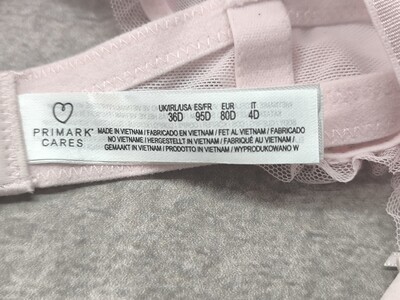 PRIMARK®
CARES
UK/IRL/USA ES/FR EUR IT
36D 95D 80D 4D
MADE IN VIETNAM / FABRICADO EN VIETNAM / FET AL VIETNAM / FABRICADO
NO VIETNAME / HERGESTELLT IN VIETNAM / FABRIQUÉ AU VIETNAM /
GEMAAKT IN VIETNAM / PRODOTTO IN VIETNAM / WYPRODUKOWANO W